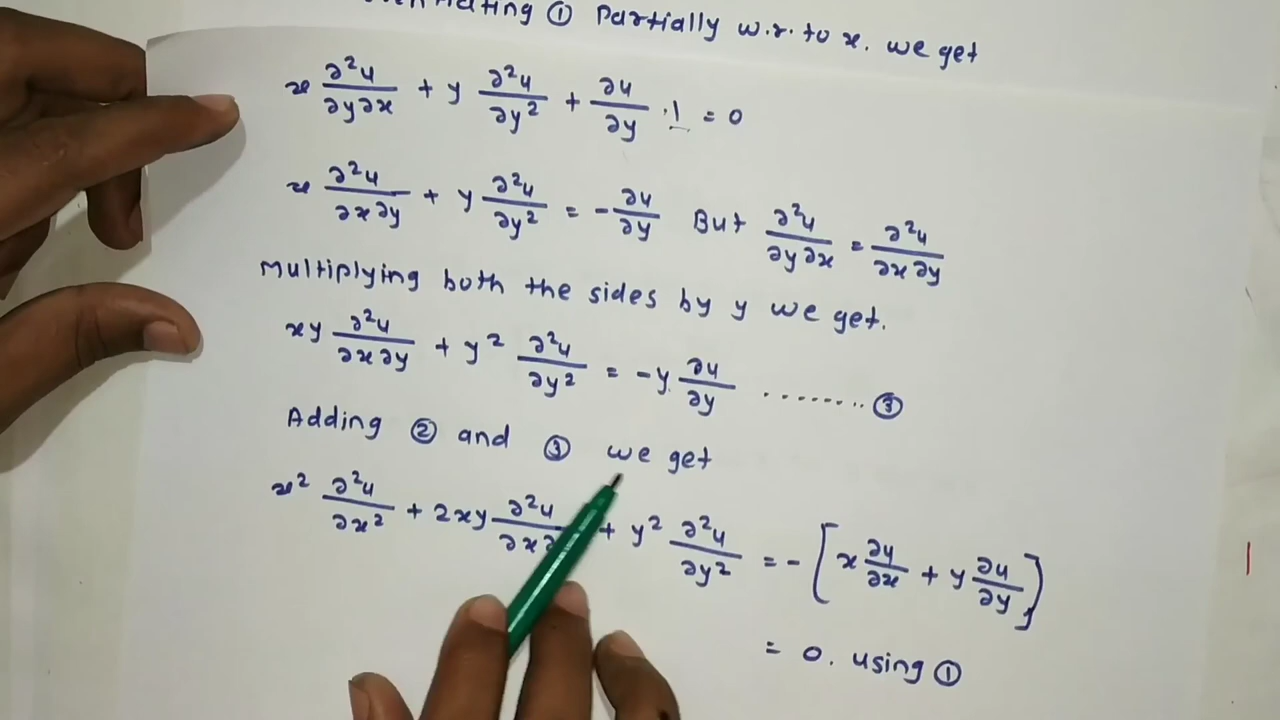 ① Partially w.r.to x. we get
x ∂²u/∂y∂x + y ∂²u/∂y² + ∂u/∂y .1 = 0
x ∂²u/∂x∂y + y ∂²u/∂y² = -∂u/∂y But ∂²u/∂y∂x = ∂²u/∂x∂y
Multiplying both the sides by y we get.
xy ∂²u/∂x∂y + y² ∂²u/∂y² = -y ∂u/∂y ........ ③
Adding ② and ③ we get
x² ∂²u/∂x² + 2xy ∂²u/∂x∂ + y² ∂²u/∂y² = - [x ∂u/∂x + y ∂u/∂y]
= 0. using ①